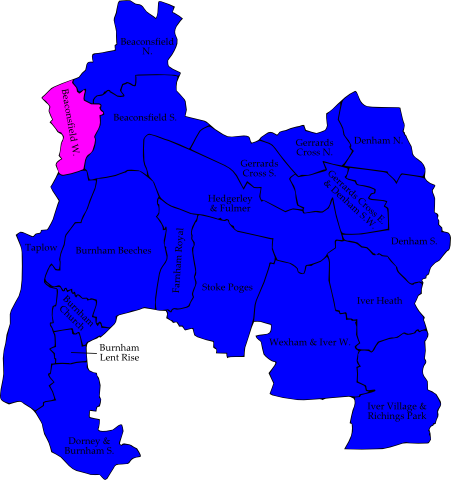 Beaconsfield
N.
Beaconsfield W.
Beaconsfield S.
Gerrards
Cross N.
Denham N.
Gerrards
Cross S.
Gerrards Cross E.
& Denham S.W.
Hedgerley
& Fulmer
Denham S.
Taplow
Burnham Beeches
Farnham Royal
Stoke Poges
Iver Heath
Burnham
Church
Burnham
Lent Rise
Wexham & Iver W.
Iver Village &
Richings Park
Dorney &
Burnham S.